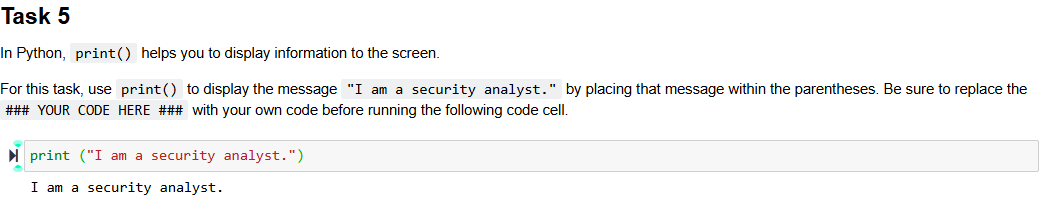 Task 5
In Python, print() helps you to display information to the screen.
For this task, use print() to display the message "I am a security analyst." by placing that message within the parentheses. Be sure to replace the
### YOUR CODE HERE ### with your own code before running the following code cell.
print ("I am a security analyst.")
I am a security analyst.